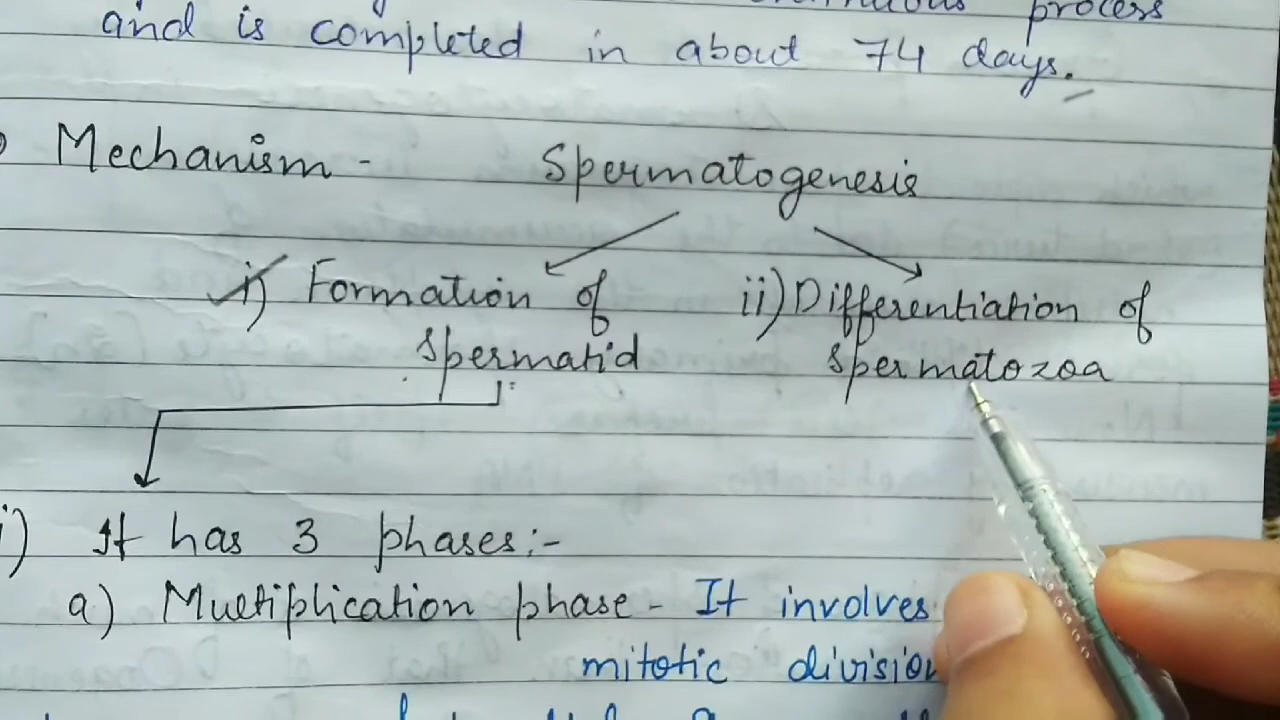 process
and is completed in about 74 days.
Mechanism - Spermatogenesis
i) Formation of spermatid
ii) Differentiation of spermatozoa
i) It has 3 phases:-
a) Multiplication phase - It involves
mitotic division